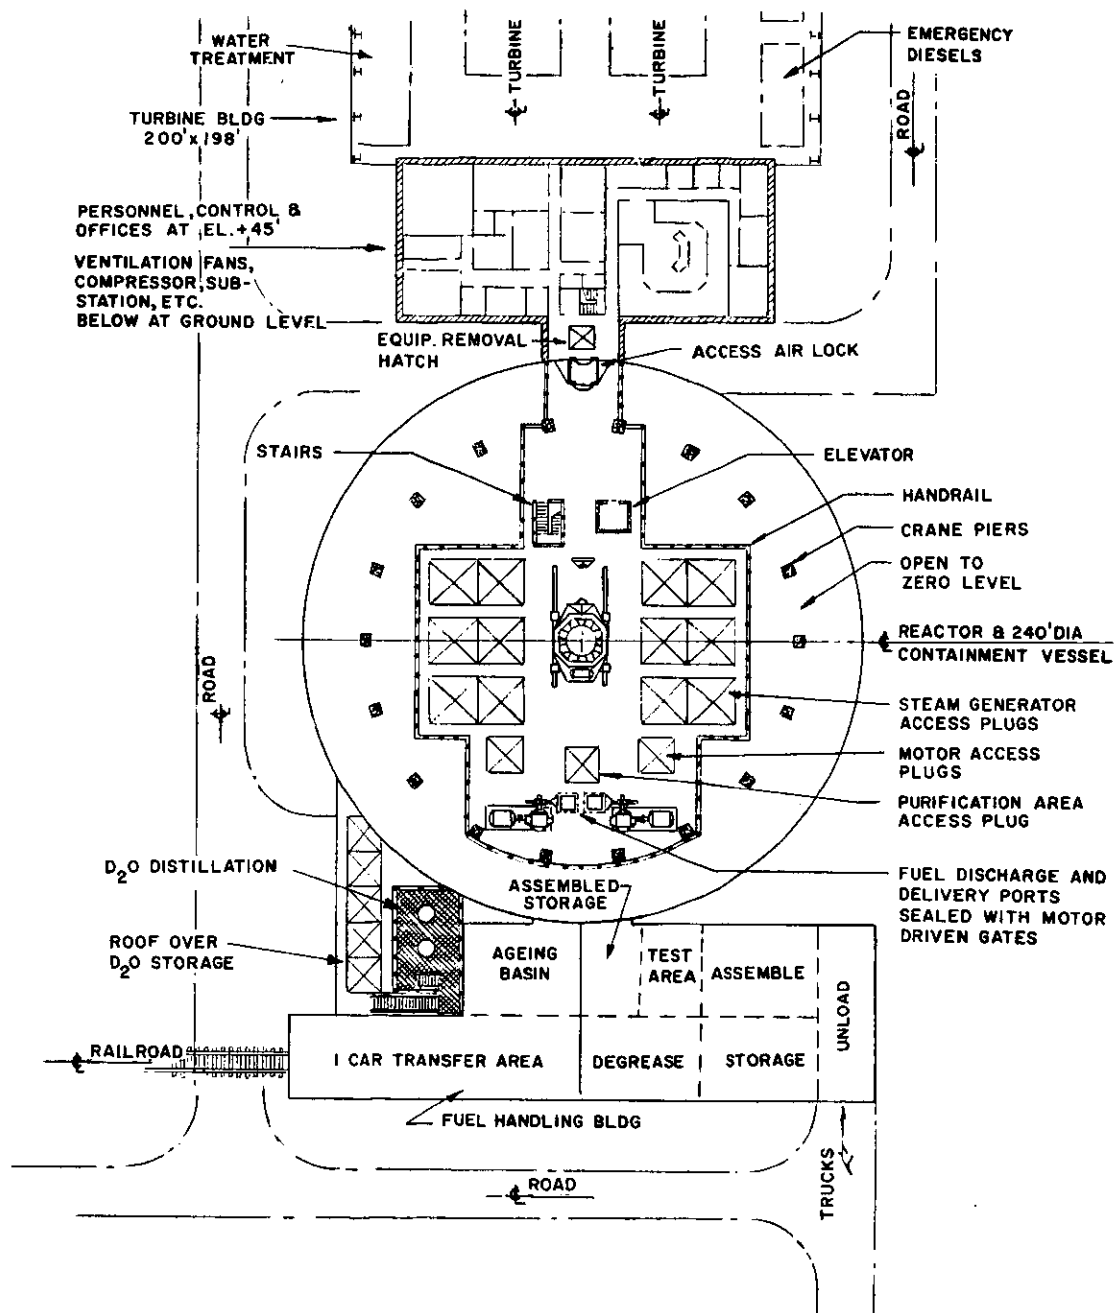 WATER
TREATMENT
TURBINE BLDG
200' x 198'
TURBINE
TURBINE
EMERGENCY
DIESELS
ROAD
PERSONNEL, CONTROL &
OFFICES AT EL. +45'
VENTILATION FANS,
COMPRESSOR, SUB-
STATION, ETC.
BELOW AT GROUND LEVEL
EQUIP. REMOVAL
HATCH
ACCESS AIR LOCK
STAIRS
ELEVATOR
HANDRAIL
CRANE PIERS
OPEN TO
ZERO LEVEL
REACTOR & 240' DIA
CONTAINMENT VESSEL
ROAD
STEAM GENERATOR
ACCESS PLUGS
MOTOR ACCESS
PLUGS
PURIFICATION AREA
ACCESS PLUG
FUEL DISCHARGE AND
DELIVERY PORTS
SEALED WITH MOTOR
DRIVEN GATES
D₂O DISTILLATION
ROOF OVER
D₂O STORAGE
ASSEMBLED
STORAGE
AGEING
BASIN
TEST
AREA
ASSEMBLE
UNLOAD
RAILROAD
1 CAR TRANSFER AREA
DEGREASE
STORAGE
FUEL HANDLING BLDG
TRUCKS
ROAD